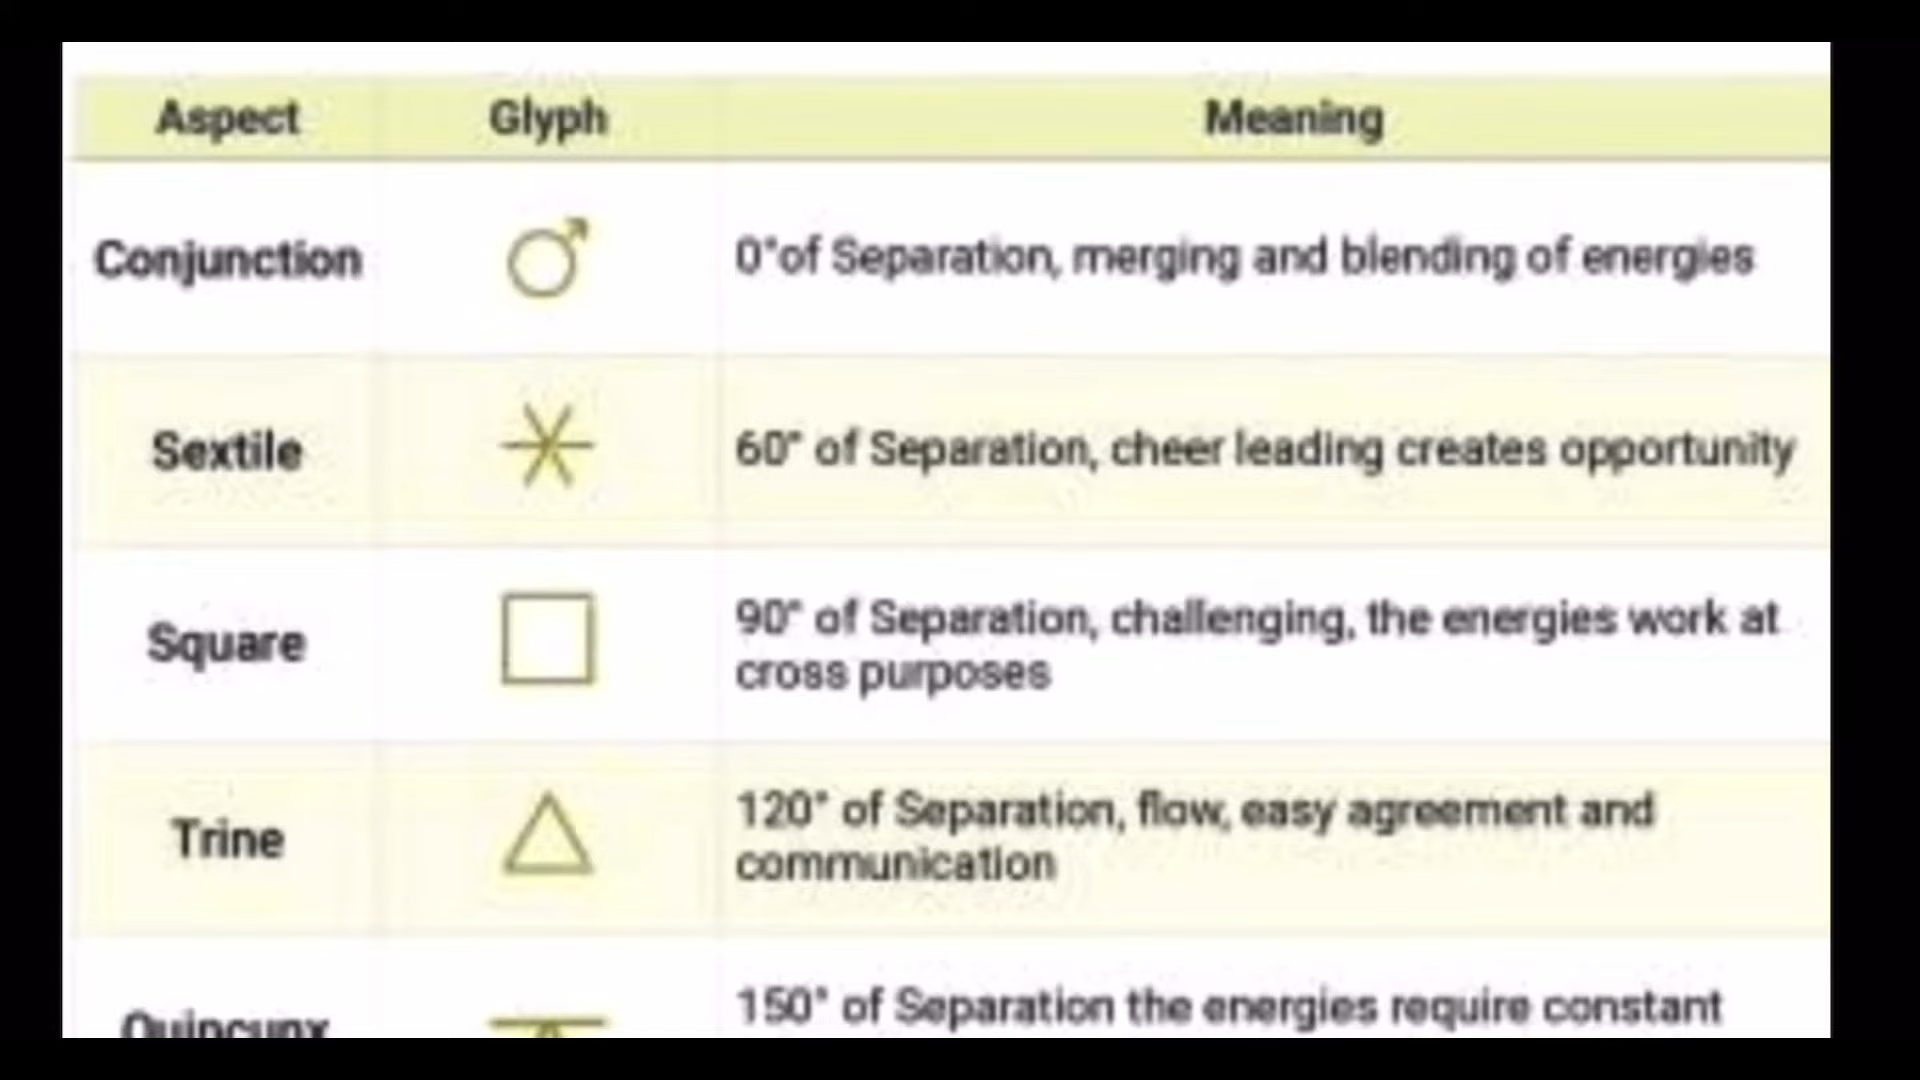 Aspect Glyph Meaning
Conjunction 0°of Separation, merging and blending of energies
Sextile 60° of Separation, cheer leading creates opportunity
Square 90° of Separation, challenging, the energies work at
cross purposes
Trine 120° of Separation, flow, easy agreement and
communication
Quincunx 150° of Separation the energies require constant